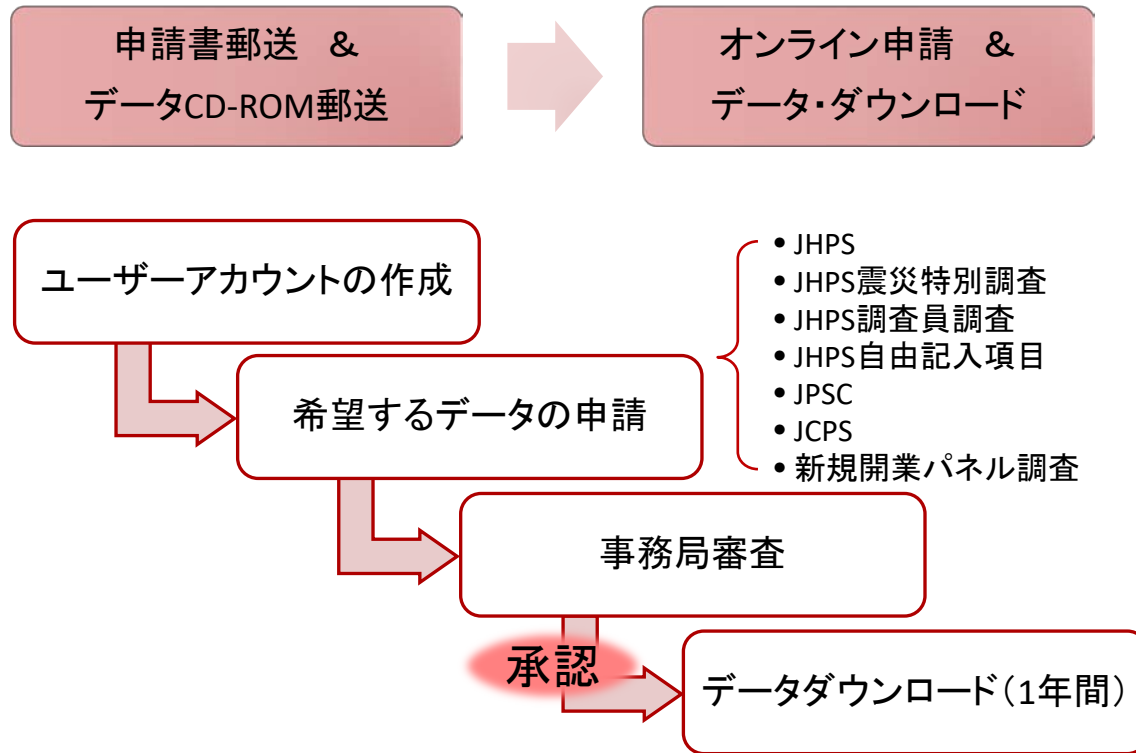 申請書郵送 ＆
データCD-ROM郵送
オンライン申請 ＆
データ・ダウンロード
ユーザーアカウントの作成
希望するデータの申請
• JHPS
• JHPS震災特別調査
• JHPS調査員調査
• JHPS自由記入項目
• JPSC
• JCPS
• 新規開業パネル調査
事務局審査
承認
データダウンロード（1年間）